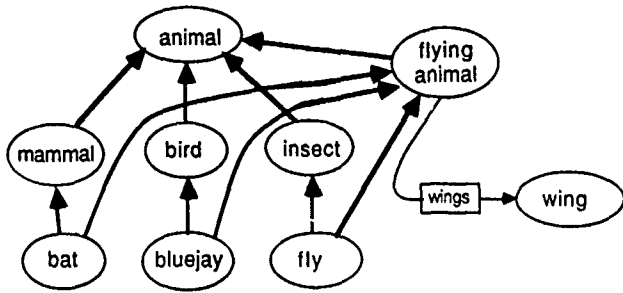 animal
flying
animal
mammal
bird
insect
wings
wing
bat
bluejay
fly